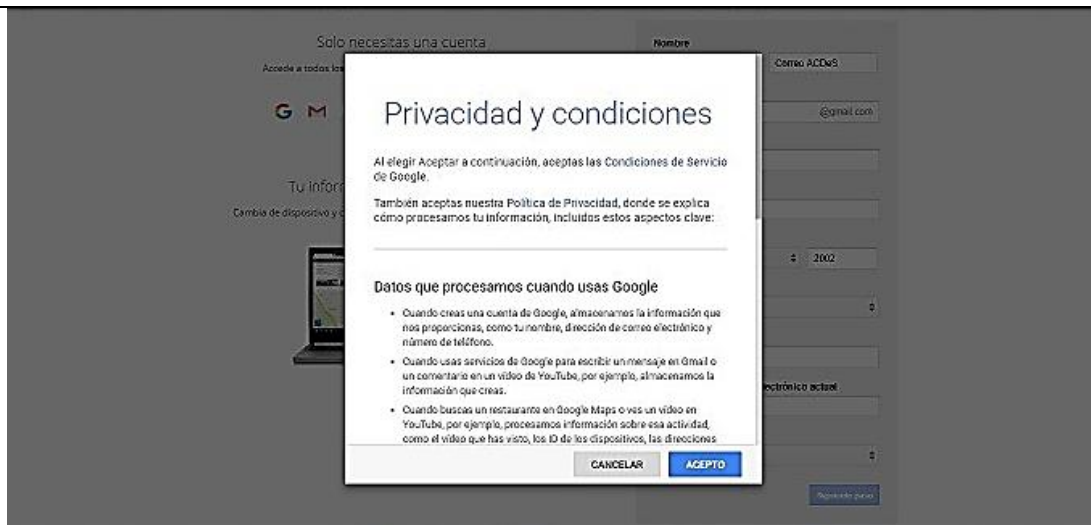 Solo necesitas una cuenta
Accede a todos los
G M
Tu infor
Cambia de dispositivo y c
Nombre
Correo ACDeS
@gmail.com
2002
ectrónico actual
Siguiente paso
Privacidad y condiciones
Al elegir Aceptar a continuación, aceptas las Condiciones de Servicio
de Google.
También aceptas nuestra Política de Privacidad, donde se explica
cómo procesamos tu información, incluidos estos aspectos clave:
Datos que procesamos cuando usas Google
• Cuando creas una cuenta de Google, almacenamos la información que
nos proporcionas, como tu nombre, dirección de correo electrónico y
número de teléfono.
• Cuando usas servicios de Google para escribir un mensaje en Gmail o
un comentario en un vídeo de YouTube, por ejemplo, almacenamos la
información que creas.
• Cuando buscas un restaurante en Google Maps o ves un vídeo en
YouTube, por ejemplo, procesamos información sobre esa actividad,
como el vídeo que has visto, los ID de los dispositivos, las direcciones
CANCELAR
ACEPTO